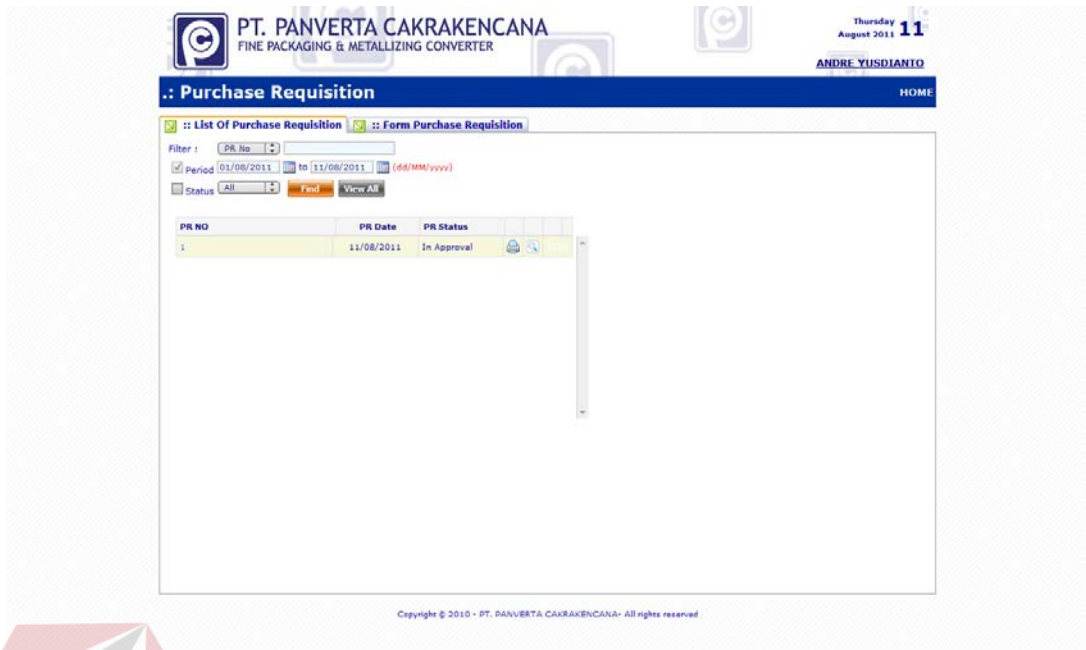 PT. PANVERTA CAKRAKENCANA
FINE PACKAGING & METALLIZING CONVERTER
Thursday
August 2011 11
ANDRE YUSDIANTO
.: Purchase Requisition
HOME
:: List Of Purchase Requisition :: Form Purchase Requisition
Filter : PR No
Period 01/08/2011 to 11/08/2011 (dd/MM/yyyy)
Status All Find View All
PR NO PR Date PR Status
1 11/08/2011 In Approval
Copyright © 2010 - PT. PANVERTA CAKRAKENCANA- All rights reserved